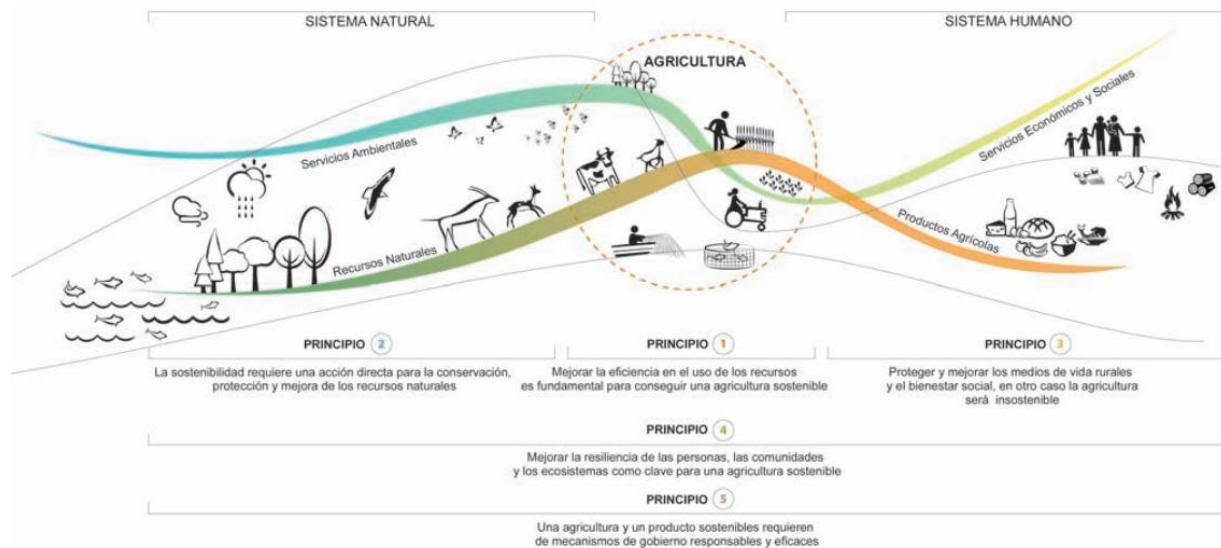 SISTEMA NATURAL
SISTEMA HUMANO
AGRICULTURA
Servicios Ambientales
Servicios Económicos y Sociales
Recursos Naturales
Productos Agrícolas
PRINCIPIO 2
La sostenibilidad requiere una acción directa para la conservación,
protección y mejora de los recursos naturales
PRINCIPIO 1
Mejorar la eficiencia en el uso de los recursos
es fundamental para conseguir una agricultura sostenible
PRINCIPIO 3
Proteger y mejorar los medios de vida rurales
y el bienestar social, en otro caso la agricultura
será insostenible
PRINCIPIO 4
Mejorar la resiliencia de las personas, las comunidades
y los ecosistemas como clave para una agricultura sostenible
PRINCIPIO 5
Una agricultura y un producto sostenibles requieren
de mecanismos de gobierno responsables y eficaces